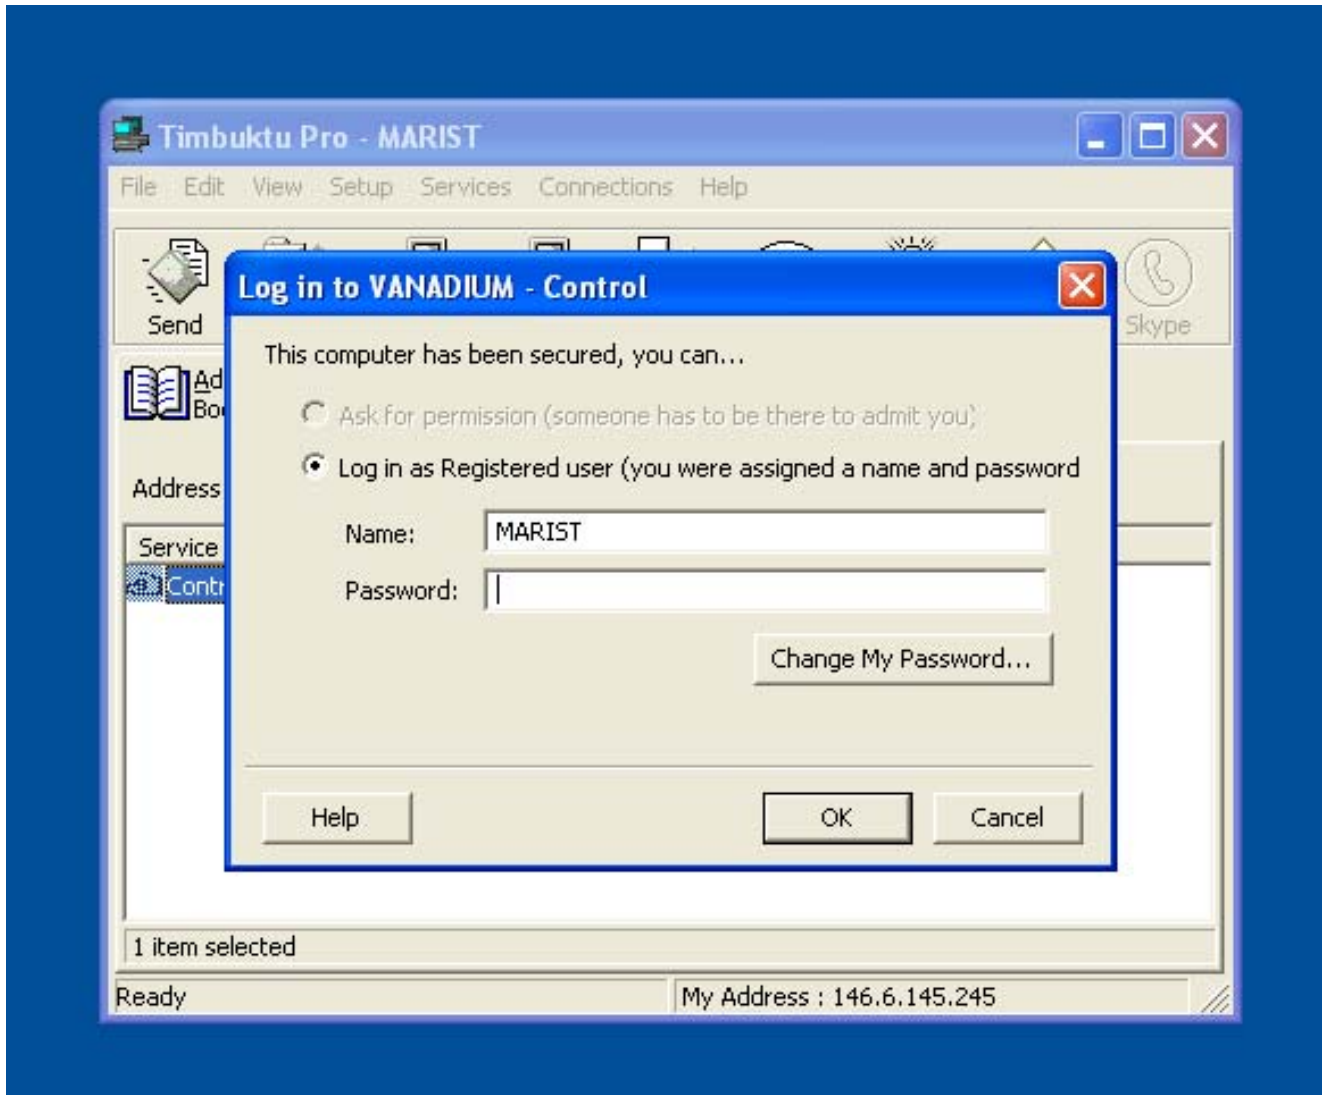 Timbuktu Pro - MARIST
File Edit View Setup Services Connections Help
Send
Skype
Log in to VANADIUM - Control
This computer has been secured, you can...
Ask for permission (someone has to be there to admit you)
Log in as Registered user (you were assigned a name and password
Address
Service
Name: MARIST
Password:
Change My Password...
Help OK Cancel
1 item selected
Ready My Address : 146.6.145.245